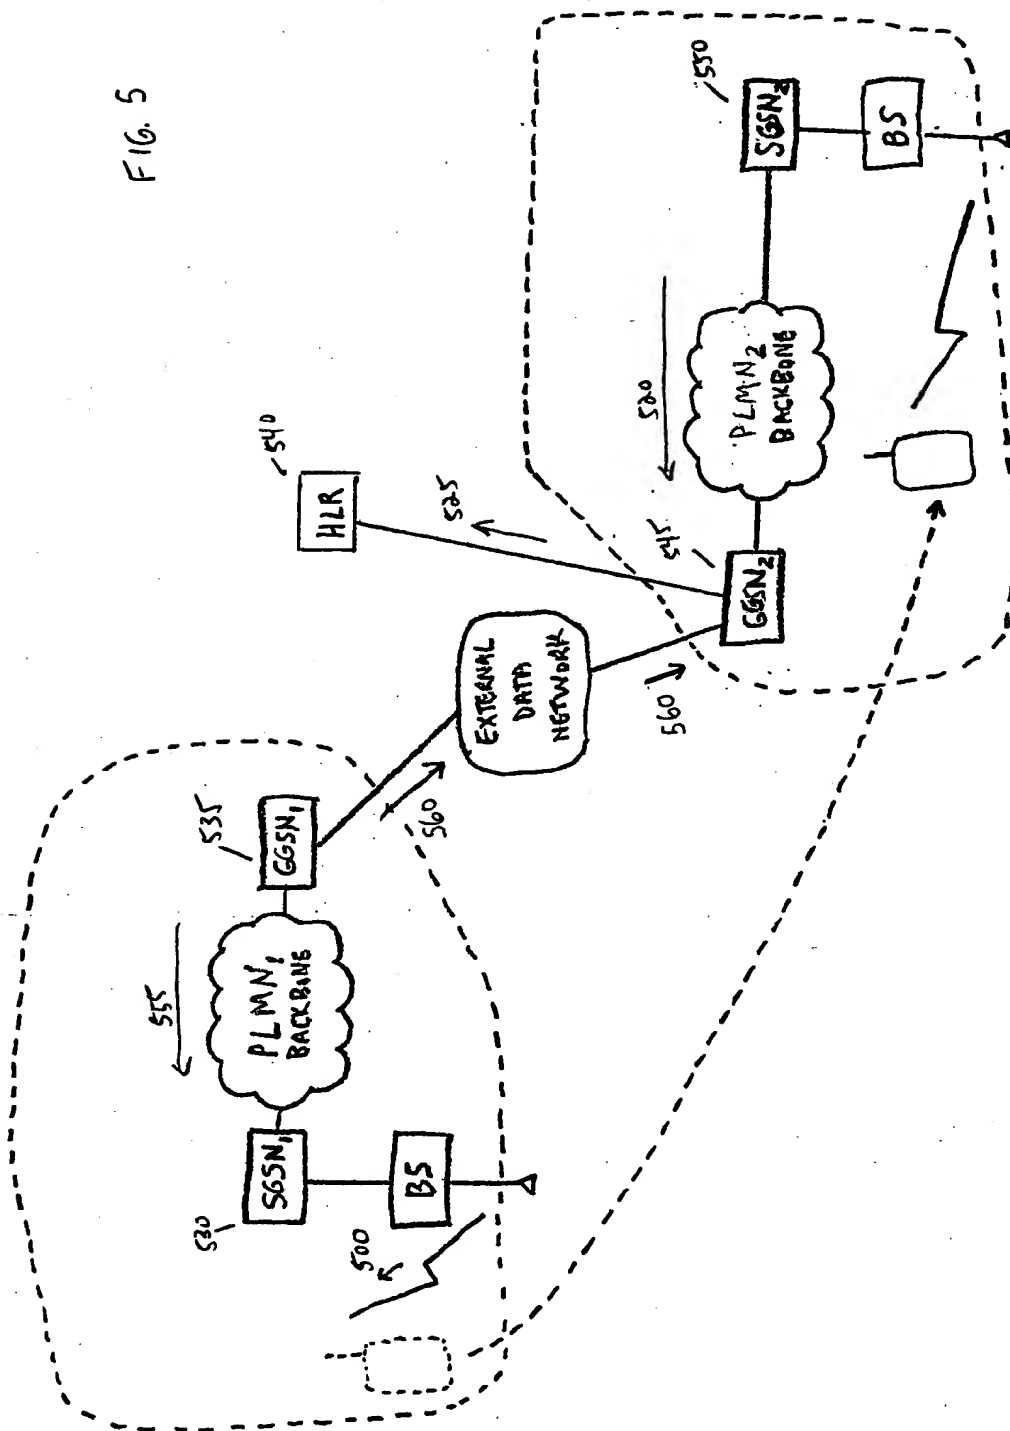 FIG. 5
SGSN1
530
BS
500
PLMN1
BACKBONE
555
GGSN1
535
560
EXTERNAL
DATA
NETWORK
560
HLR
540
525
GGSN2
545
PLMN2
BACKBONE
520
SGSN2
550
BS